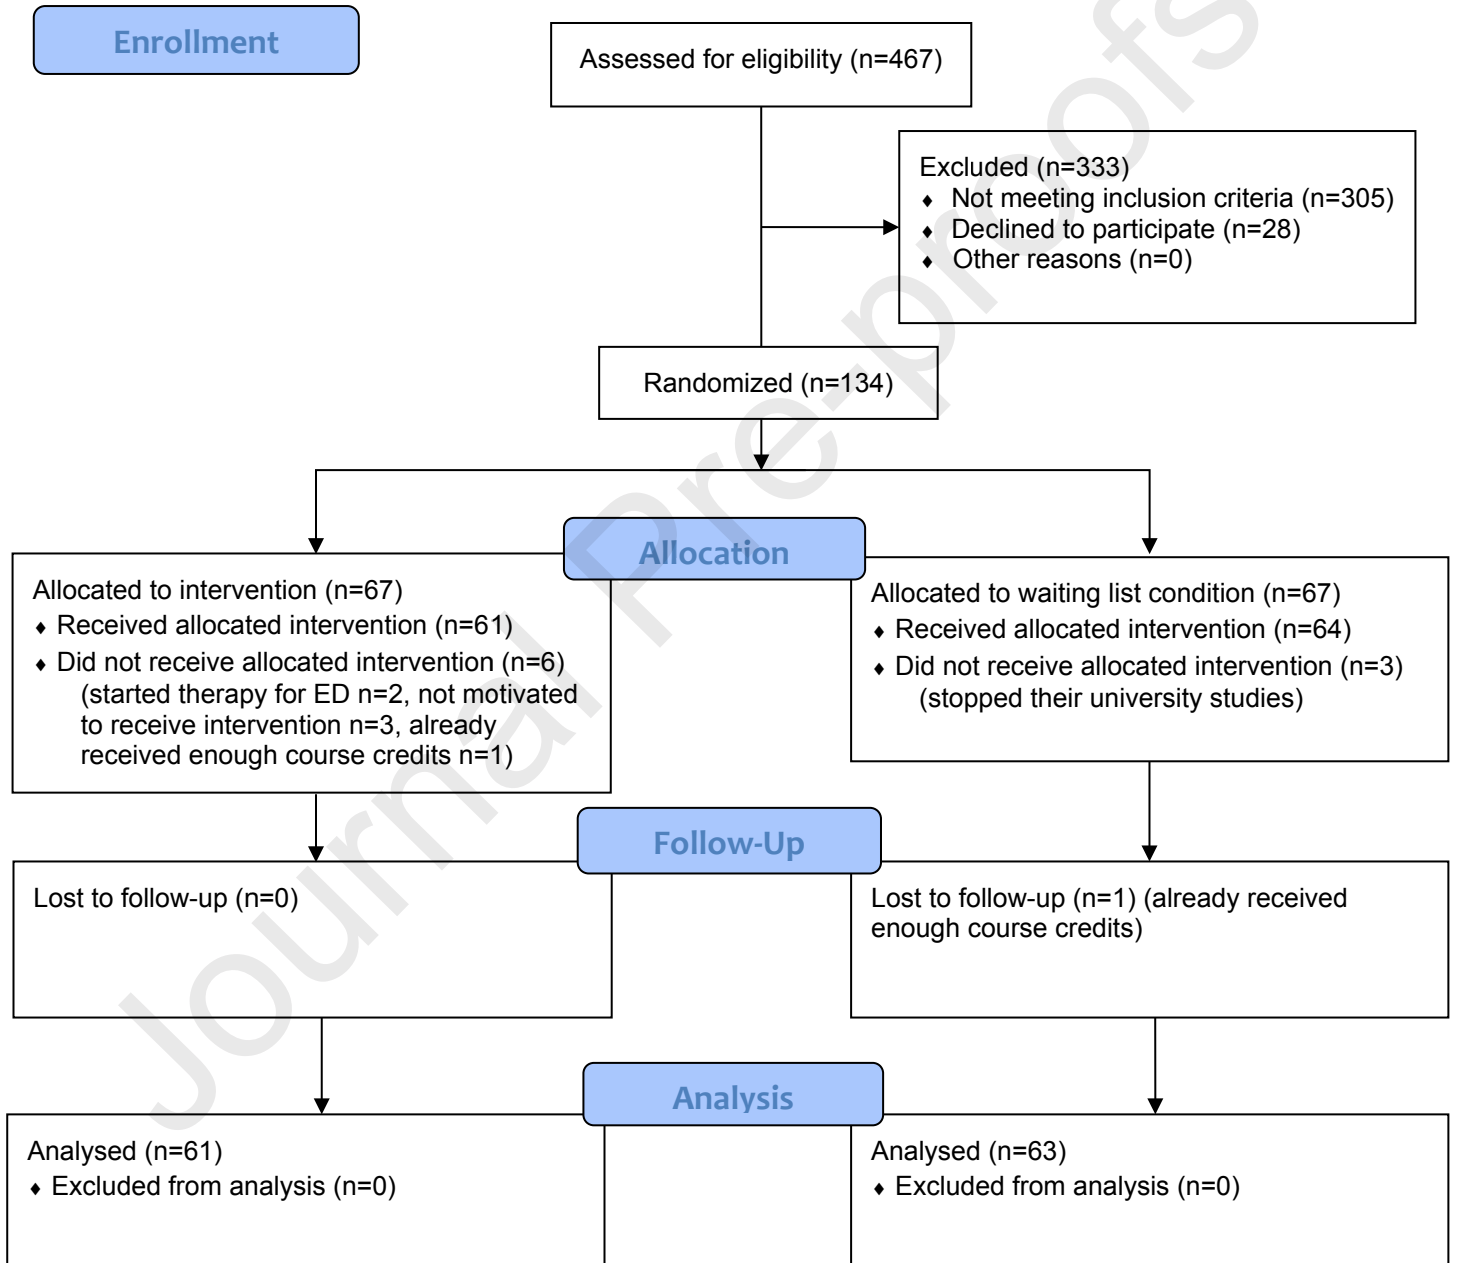 Enrollment
Assessed for eligibility (n=467)
Excluded (n=333)
♦ Not meeting inclusion criteria (n=305)
♦ Declined to participate (n=28)
♦ Other reasons (n=0)
Randomized (n=134)
Allocation
Allocated to intervention (n=67)
♦ Received allocated intervention (n=61)
♦ Did not receive allocated intervention (n=6)
(started therapy for ED n=2, not motivated
to receive intervention n=3, already
received enough course credits n=1)
Allocated to waiting list condition (n=67)
♦ Received allocated intervention (n=64)
♦ Did not receive allocated intervention (n=3)
(stopped their university studies)
Follow-Up
Lost to follow-up (n=0)
Lost to follow-up (n=1) (already received
enough course credits)
Analysis
Analysed (n=61)
♦ Excluded from analysis (n=0)
Analysed (n=63)
♦ Excluded from analysis (n=0)
Journal Pre-proofs